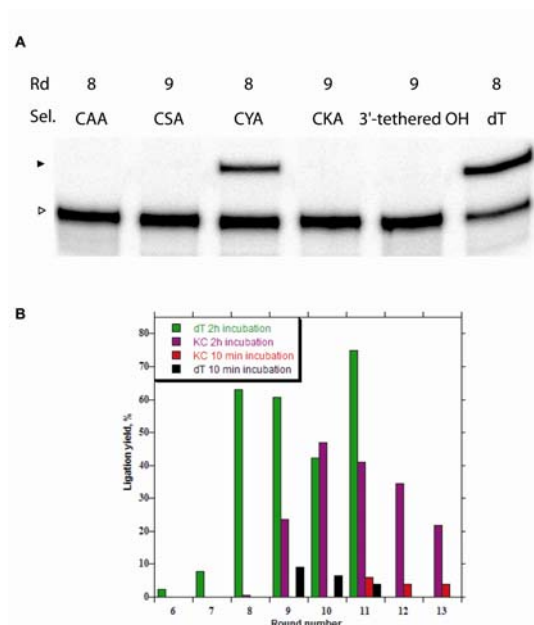 A
Rd 8 9 8 9 9 8
Sel. CAA CSA CYA CKA 3'-tethered OH dT
B
dT 2h incubation
KC 2h incubation
KC 10 min incubation
dT 10 min incubation
Ligation yield, %
80
70
60
50
40
30
20
10
0
6 7 8 9 10 11 12 13
Round number